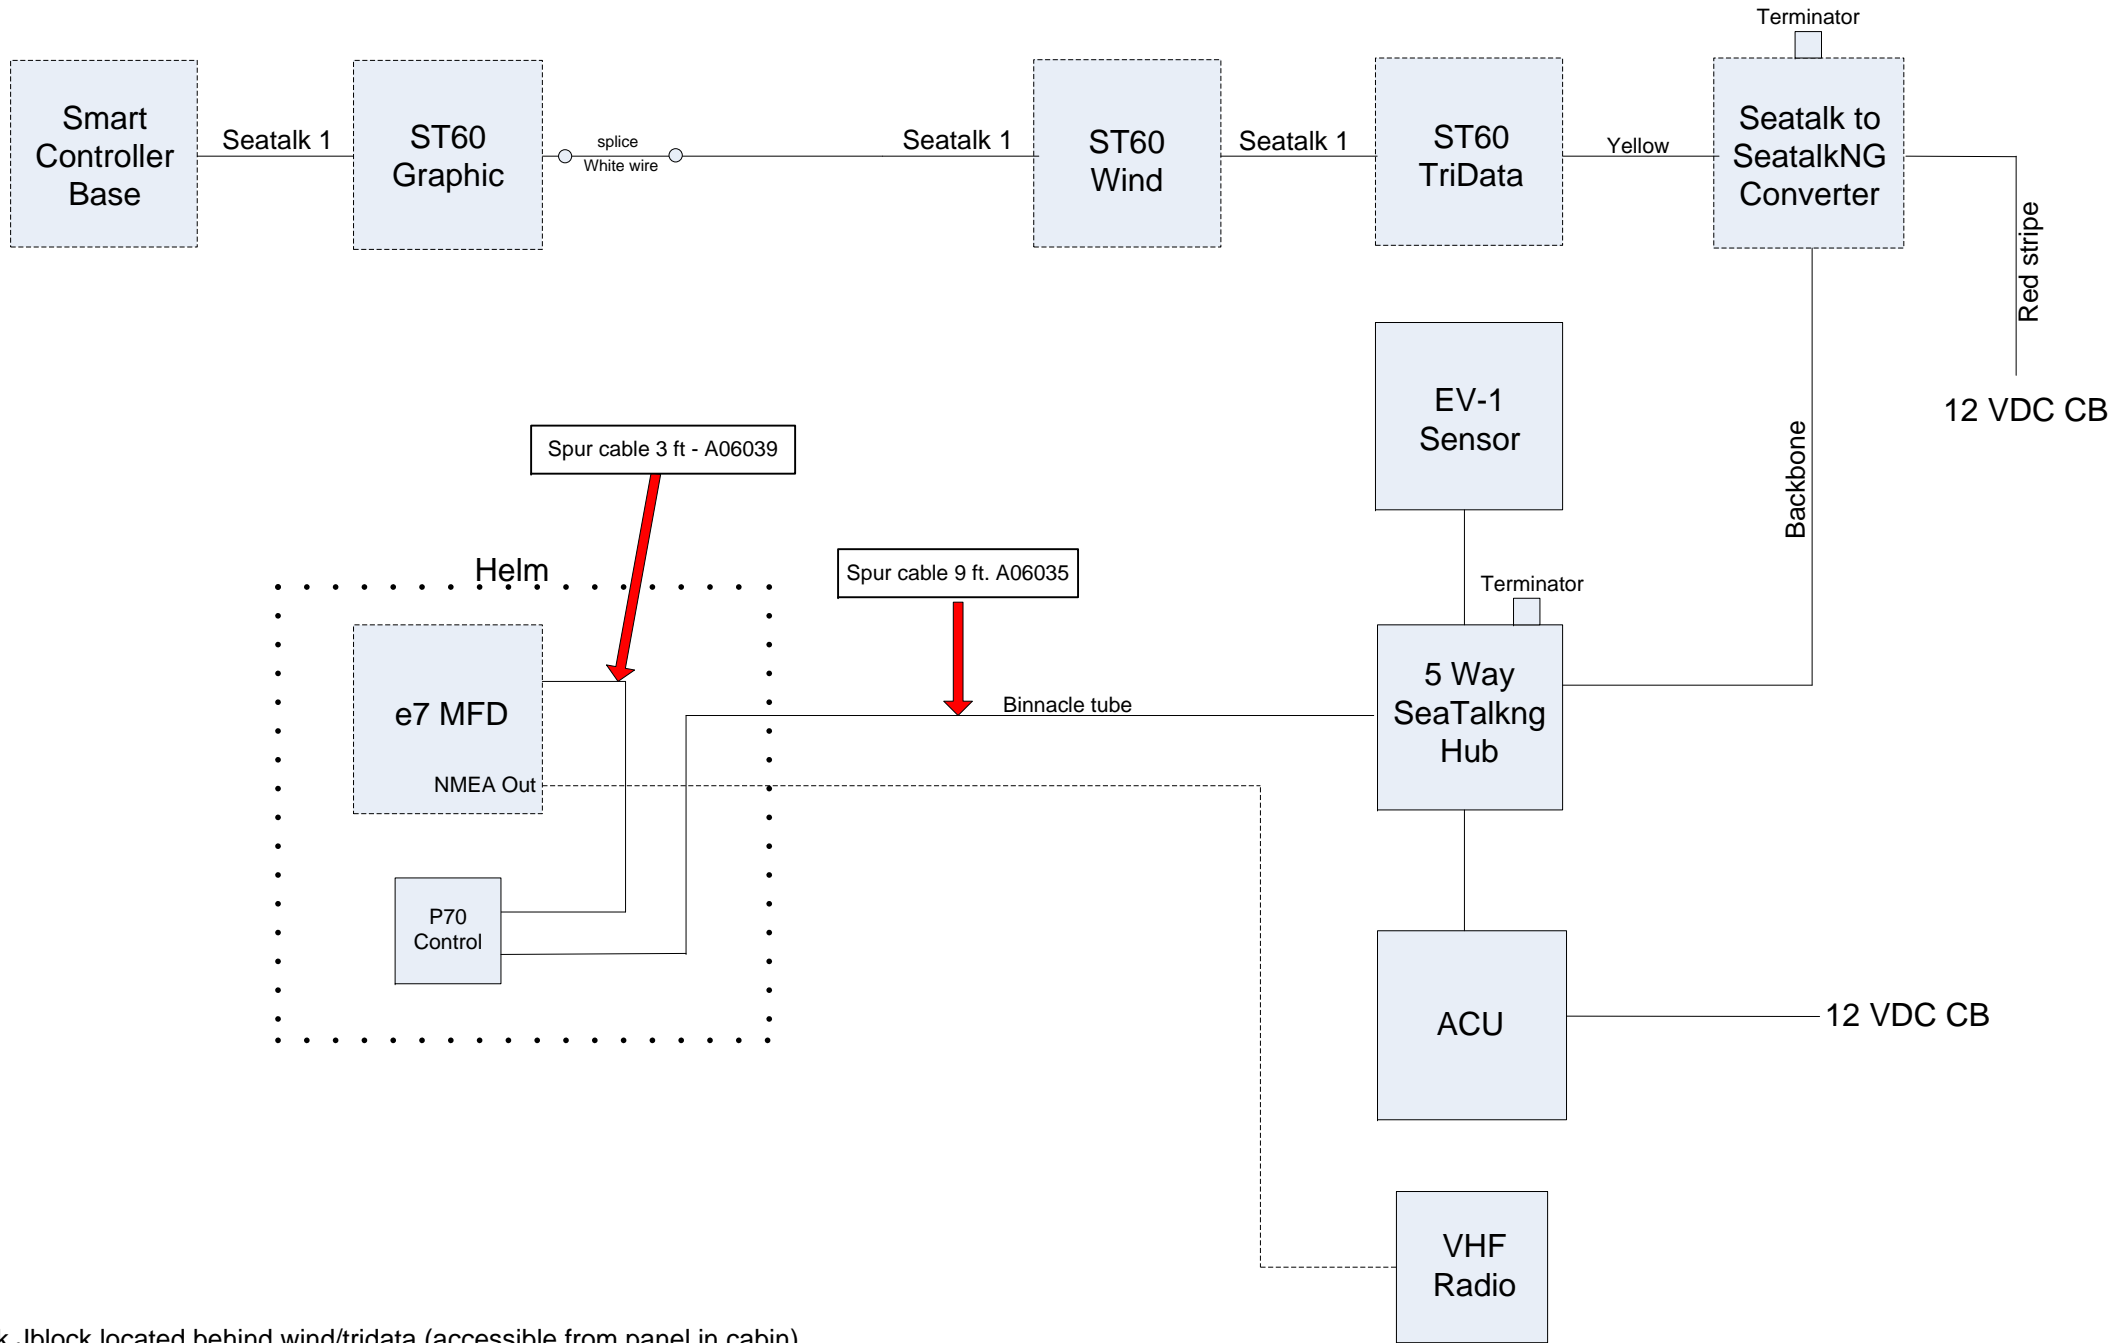 Terminator
Smart
Controller
Base
Seatalk 1
ST60
Graphic
splice
White wire
Seatalk 1
ST60
Wind
Seatalk 1
ST60
TriData
Yellow
Seatalk to
SeatalkNG
Converter
Red stripe
12 VDC CB
EV-1
Sensor
Backbone
Spur cable 3 ft - A06039
Spur cable 9 ft. A06035
Helm
Terminator
e7 MFD
NMEA Out
Binnacle tube
5 Way
SeaTalkng
Hub
P70
Control
ACU
12 VDC CB
VHF
Radio
Jblock located behind wind/tridata (accessible from panel in cabin)